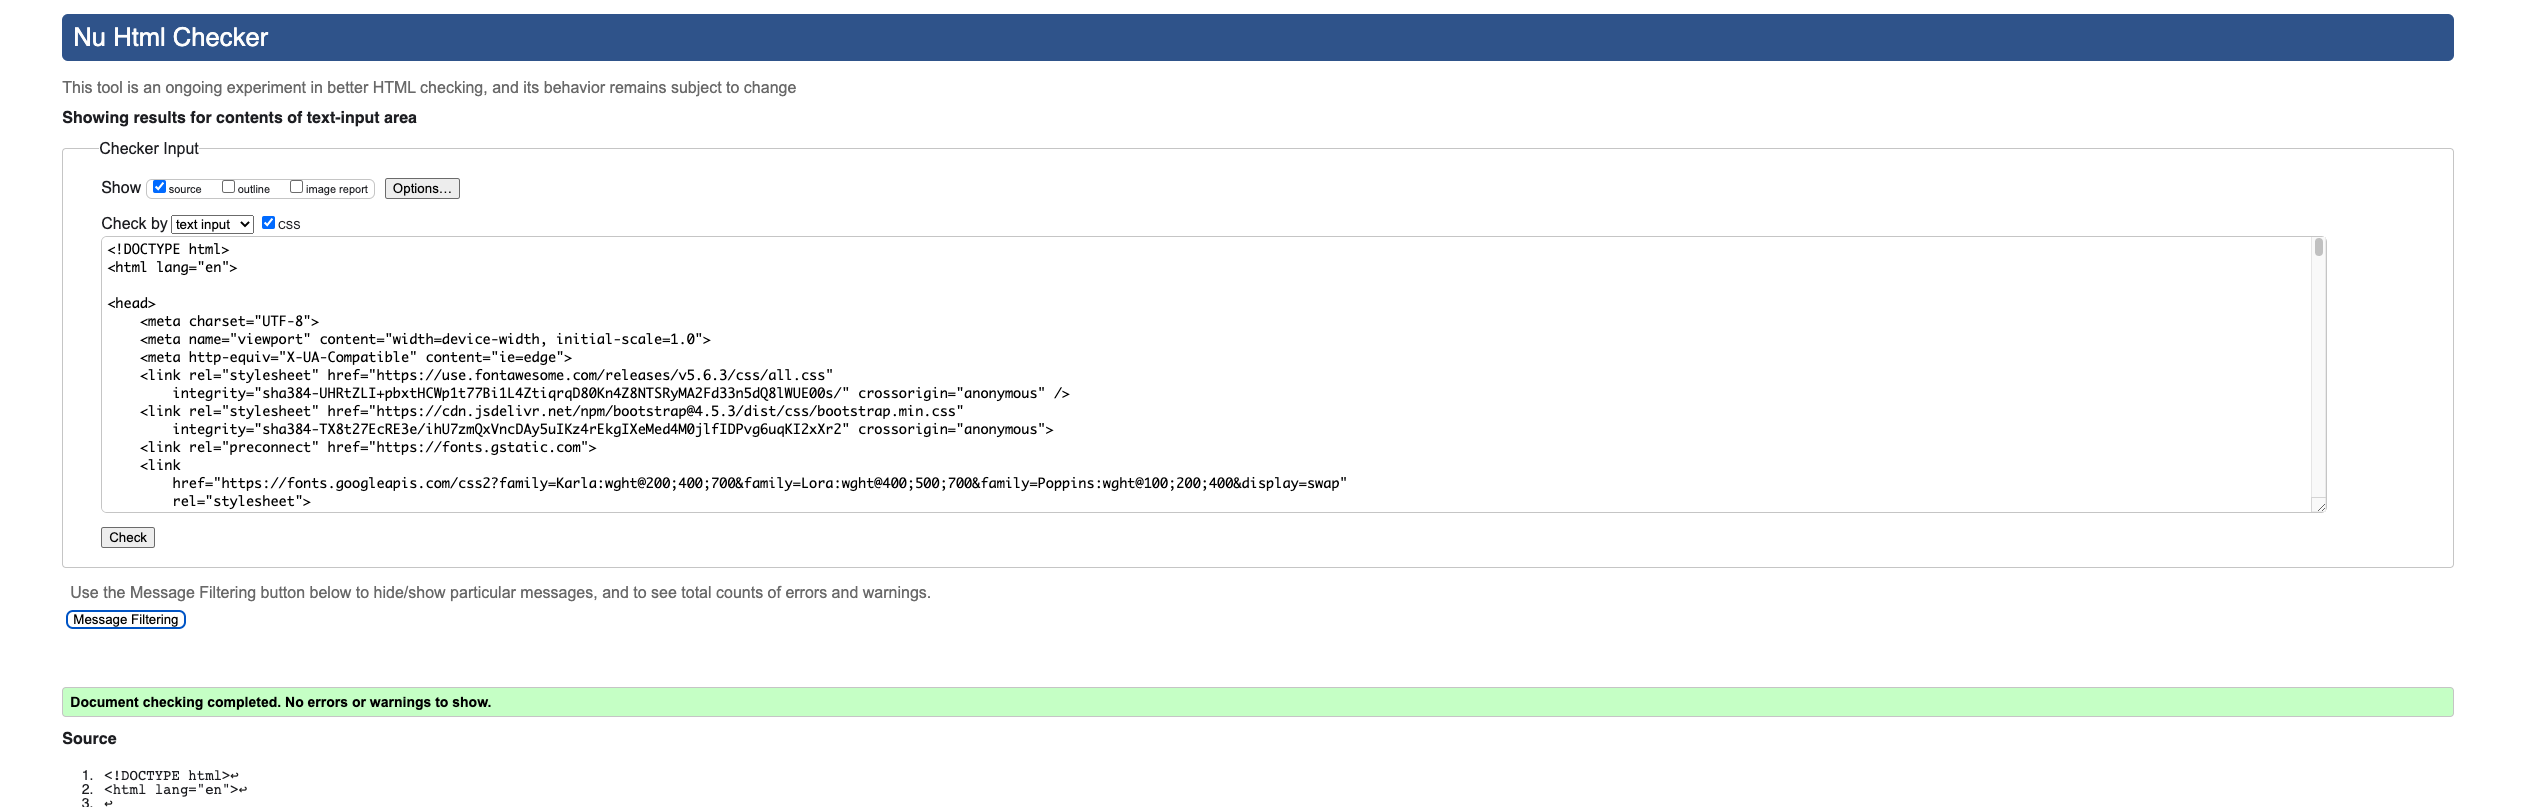 Nu Html Checker
This tool is an ongoing experiment in better HTML checking, and its behavior remains subject to change
Showing results for contents of text-input area
Checker Input
Show source outline image report Options...
Check by text input CSS
<!DOCTYPE html>
<html lang="en">
<head>
<meta charset="UTF-8">
<meta name="viewport" content="width=device-width, initial-scale=1.0">
<meta http-equiv="X-UA-Compatible" content="ie=edge">
<link rel="stylesheet" href="https://use.fontawesome.com/releases/v5.6.3/css/all.css"
integrity="sha384-UHRtZLI+pbxtHCWp1t77Bi1L4ZtiqrqD80Kn4Z8NTSRyMA2Fd33n5dQ8lWUE00s/" crossorigin="anonymous" />
<link rel="stylesheet" href="https://cdn.jsdelivr.net/npm/bootstrap@4.5.3/dist/css/bootstrap.min.css"
integrity="sha384-TX8t27EcRE3e/ihU7zmQxVncDAy5uIKz4rEkgIXeMed4M0jlfIDPvg6uqKI2xXr2" crossorigin="anonymous">
<link rel="preconnect" href="https://fonts.gstatic.com">
<link
href="https://fonts.googleapis.com/css2?family=Karla:wght@200;400;700&family=Lora:wght@400;500;700&family=Poppins:wght@100;200;400&display=swap"
rel="stylesheet">
Check
Use the Message Filtering button below to hide/show particular messages, and to see total counts of errors and warnings.
Message Filtering
Document checking completed. No errors or warnings to show.
Source
1. <!DOCTYPE html>↩
2. <html lang="en">↩
3. ↩